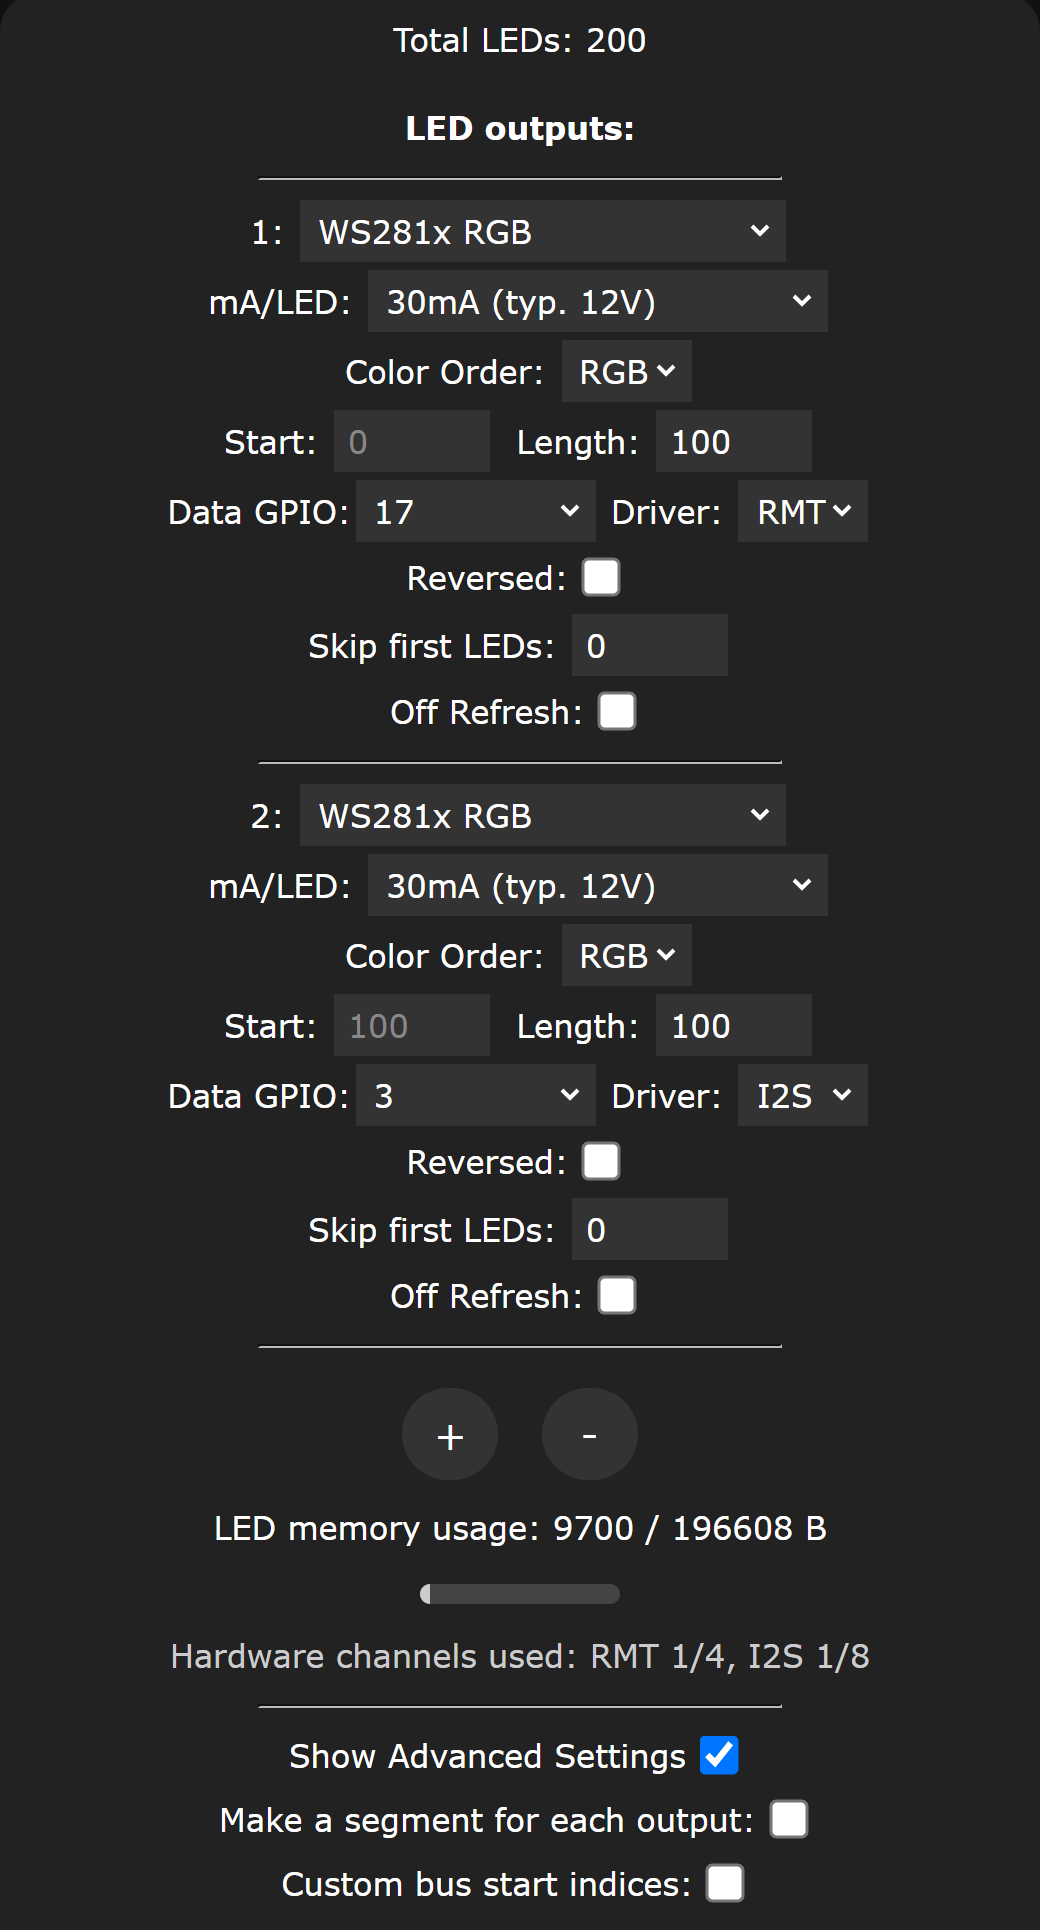 Total LEDs: 200
LED outputs:
1: WS281x RGB
mA/LED: 30mA (typ. 12V)
Color Order: RGB
Start: 0 Length: 100
Data GPIO: 17 Driver: RMT
Reversed:
Skip first LEDs: 0
Off Refresh:
2: WS281x RGB
mA/LED: 30mA (typ. 12V)
Color Order: RGB
Start: 100 Length: 100
Data GPIO: 3 Driver: I2S
Reversed:
Skip first LEDs: 0
Off Refresh:
+ -
LED memory usage: 9700 / 196608 B
Hardware channels used: RMT 1/4, I2S 1/8
Show Advanced Settings
Make a segment for each output:
Custom bus start indices: